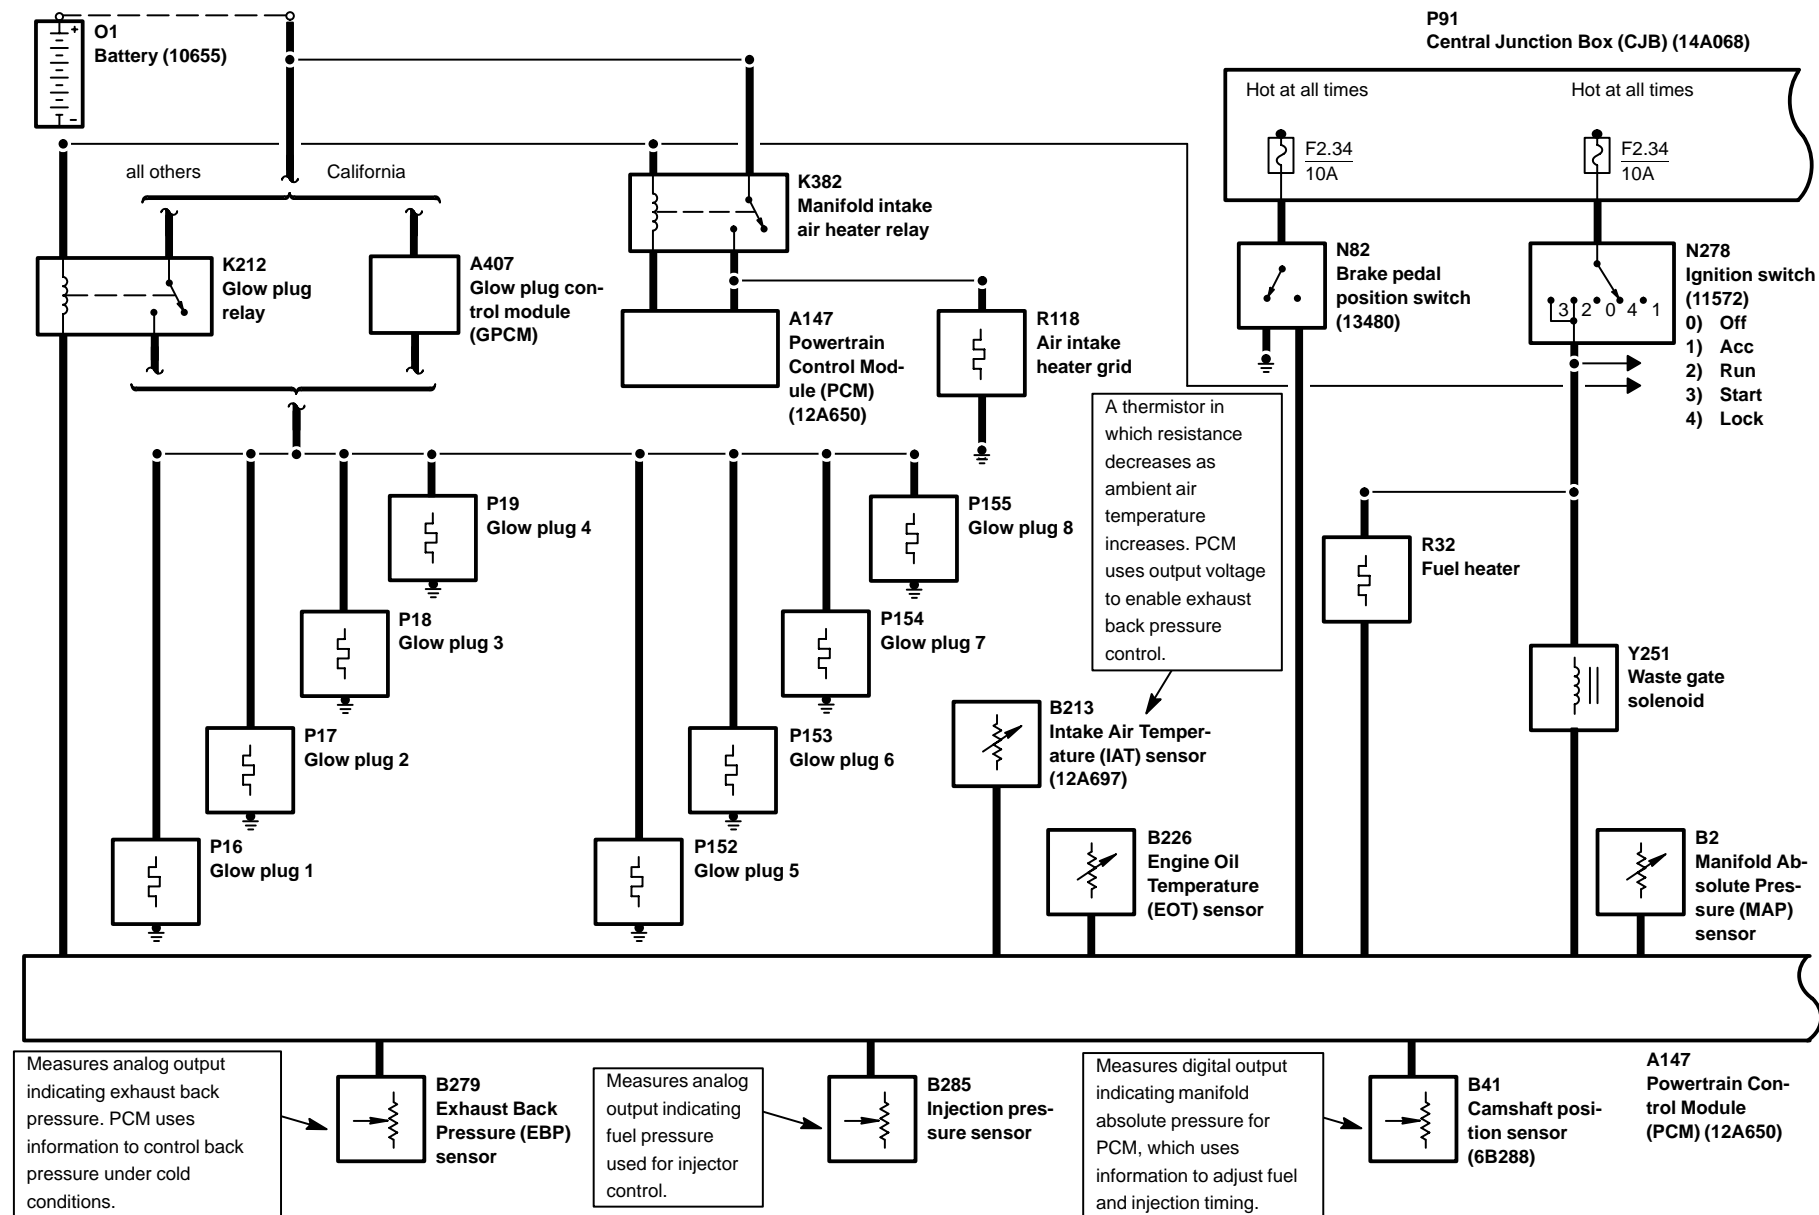 O1
Battery (10655)
+
-
P91
Central Junction Box (CJB) (14A068)
Hot at all times
Hot at all times
F2.34
10A
F2.34
10A
all others
California
K382
Manifold intake
air heater relay
K212
Glow plug
relay
A407
Glow plug con-
trol module
(GPCM)
N82
Brake pedal
position switch
(13480)
N278
Ignition switch
(11572)
0) Off
1) Acc
2) Run
3) Start
4) Lock
3 2 0 4 1
A147
Powertrain
Control Mod-
ule (PCM)
(12A650)
R118
Air intake
heater grid
A thermistor in
which resistance
decreases as
ambient air
temperature
increases. PCM
uses output voltage
to enable exhaust
back pressure
control.
P19
Glow plug 4
P155
Glow plug 8
R32
Fuel heater
P18
Glow plug 3
P154
Glow plug 7
Y251
Waste gate
solenoid
P17
Glow plug 2
P153
Glow plug 6
B213
Intake Air Temper-
ature (IAT) sensor
(12A697)
P16
Glow plug 1
P152
Glow plug 5
B226
Engine Oil
Temperature
(EOT) sensor
B2
Manifold Ab-
solute Pres-
sure (MAP)
sensor
Measures analog output
indicating exhaust back
pressure. PCM uses
information to control back
pressure under cold
conditions.
B279
Exhaust Back
Pressure (EBP)
sensor
Measures analog
output indicating
fuel pressure
used for injector
control.
B285
Injection pres-
sure sensor
Measures digital output
indicating manifold
absolute pressure for
PCM, which uses
information to adjust fuel
and injection timing.
B41
Camshaft posi-
tion sensor
(6B288)
A147
Powertrain Con-
trol Module
(PCM) (12A650)